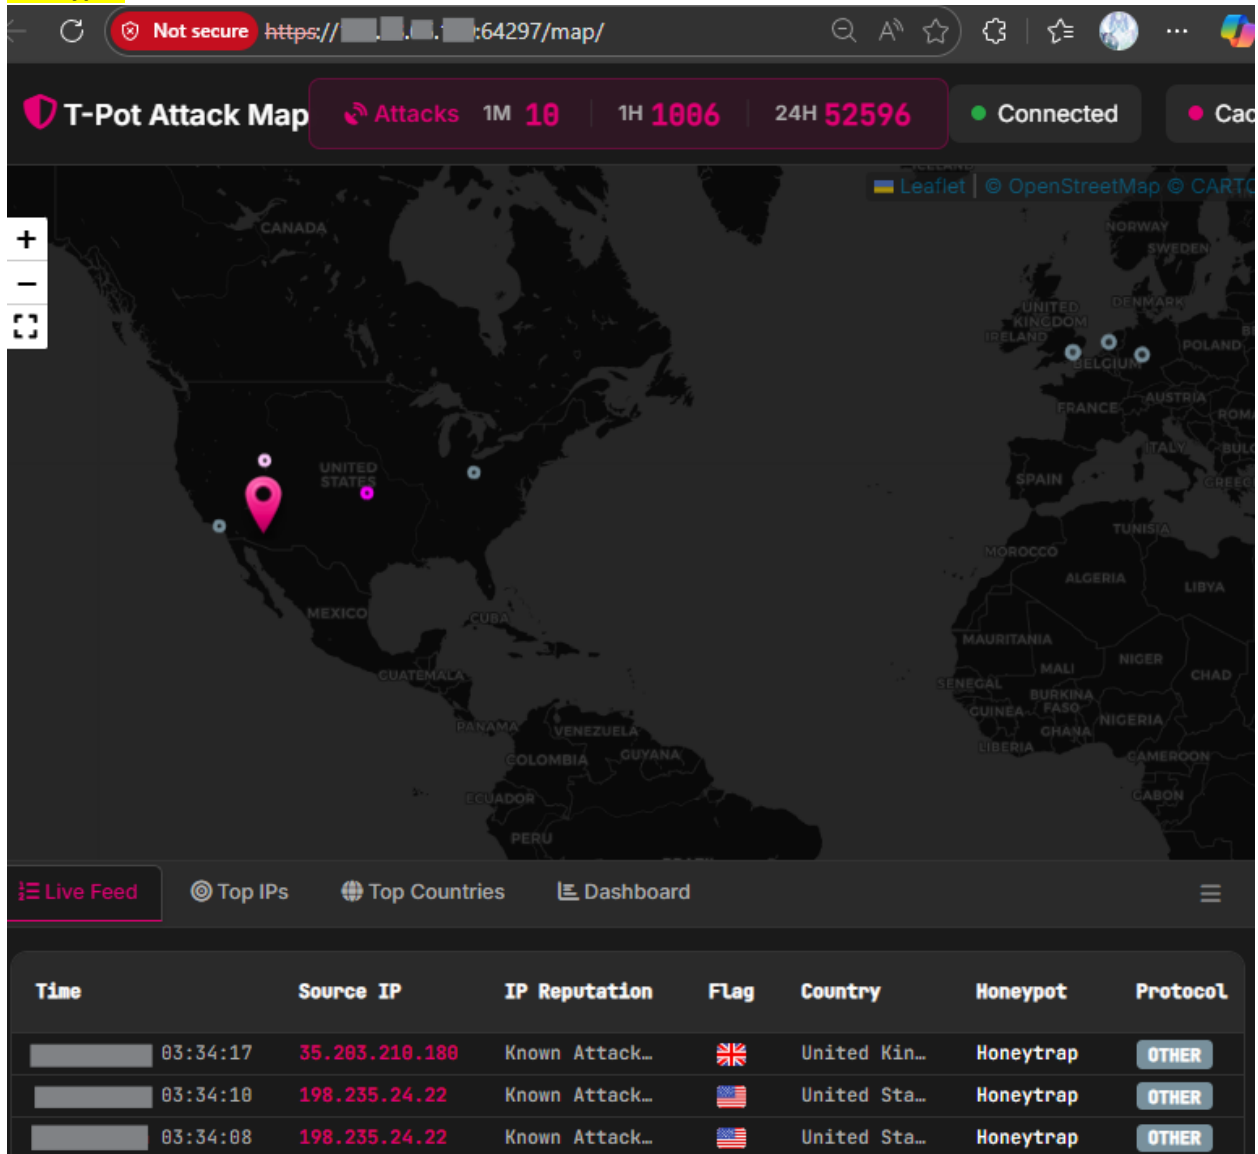 Not secure https:// . . . :64297/map/
T-Pot Attack Map Attacks 1M 10 1H 1006 24H 52596 Connected
Leaflet | © OpenStreetMap © CARTO
ICELAND
NORWAY
CANADA
SWEDEN
+
−
UNITED KINGDOM
DENMARK
IRELAND
POLAND
BELGIUM
FRANCE
AUSTRIA
UNITED STATES
ITALY
SPAIN
TUNISIA
MOROCCO
ALGERIA
LIBYA
MEXICO
CUBA
MAURITANIA
MALI
NIGER
CHAD
GUATEMALA
SENEGAL
BURKINA FASO
GUINEA
NIGERIA
PANAMA
VENEZUELA
GHANA
LIBERIA
COLOMBIA
GUYANA
CAMEROON
ECUADOR
GABON
PERU
Live Feed Top IPs Top Countries Dashboard
Time Source IP IP Reputation Flag Country Honeypot Protocol
03:34:17 35.203.210.180 Known Attack… United Kin… Honeytrap OTHER
03:34:10 198.235.24.22 Known Attack… United Sta… Honeytrap OTHER
03:34:08 198.235.24.22 Known Attack… United Sta… Honeytrap OTHER